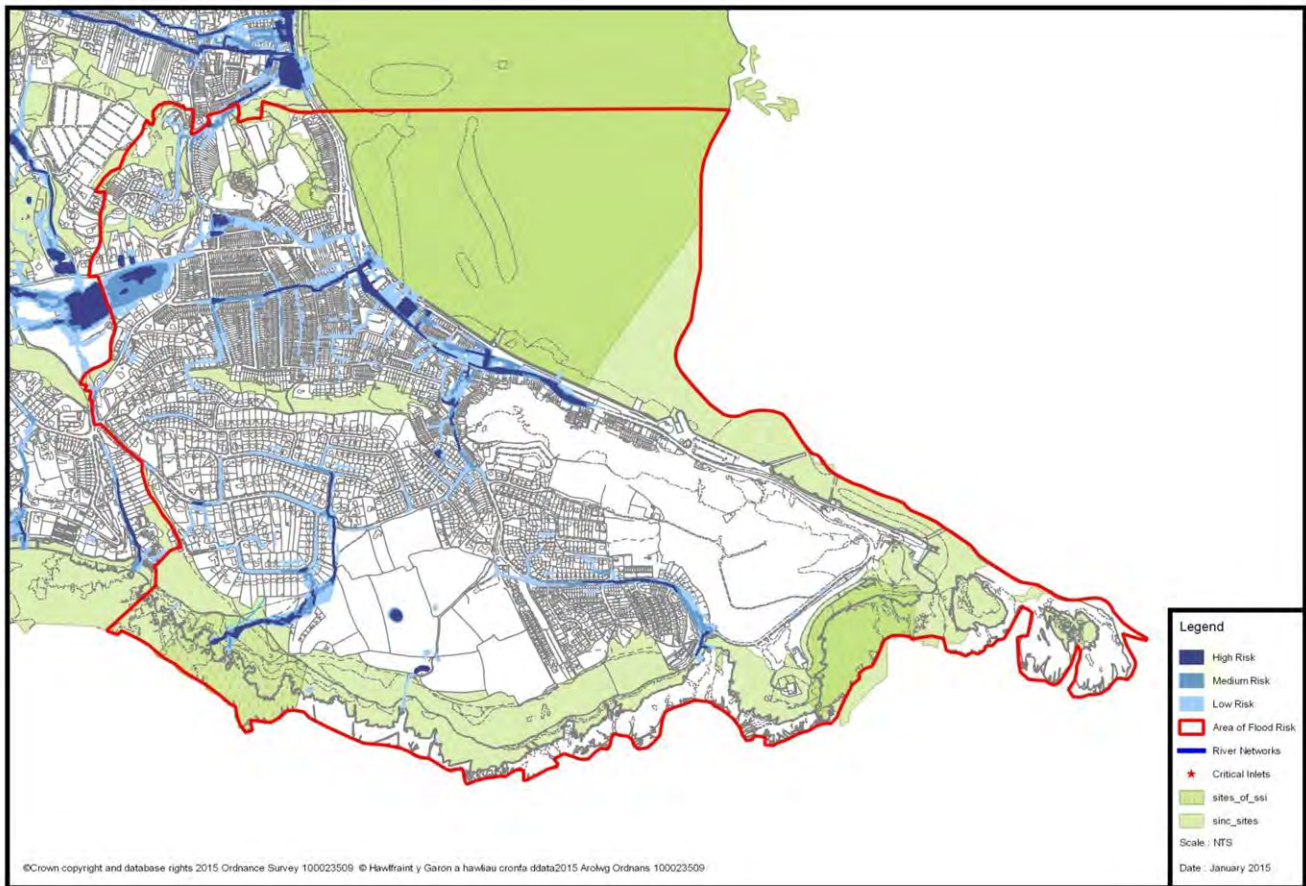 Legend
High Risk
Medium Risk
Low Risk
Area of Flood Risk
River Networks
Critical Inlets
sites_of_ssi
sinc_sites
Scale : NTS
Date : January 2015
©Crown copyright and database rights 2015 Ordnance Survey 100023509 © Hawlfraint y Garon a hawliau cronfa ddata2015 Arolwg Ordnans 100023509